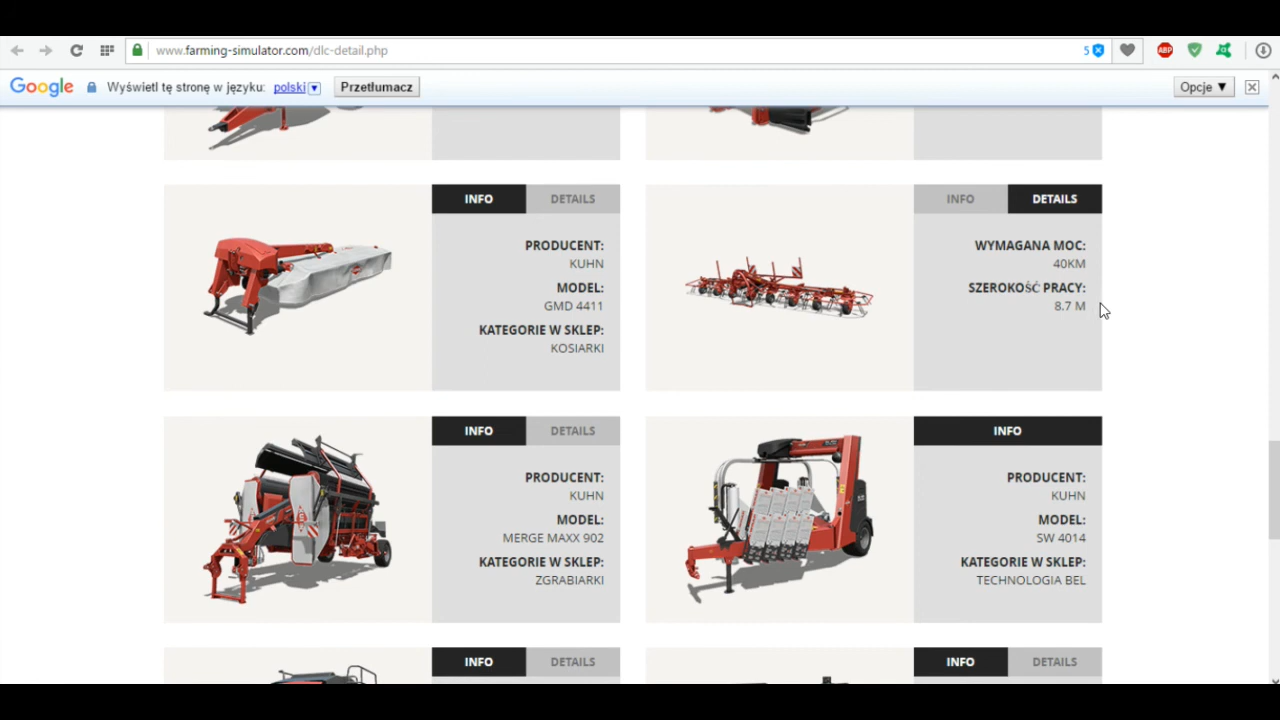 www.farming-simulator.com/dlc-detail.php
5
ABP
Google Wyświetl tę stronę w języku: polski Przetłumacz Opcje
INFO DETAILS
PRODUCENT:
KUHN
MODEL:
GMD 4411
KATEGORIE W SKLEP:
KOSIARKI
INFO DETAILS
WYMAGANA MOC:
40KM
SZEROKOŚĆ PRACY:
8.7 M
INFO DETAILS
PRODUCENT:
KUHN
MODEL:
MERGE MAXX 902
KATEGORIE W SKLEP:
ZGRABIARKI
INFO
PRODUCENT:
KUHN
MODEL:
SW 4014
KATEGORIE W SKLEP:
TECHNOLOGIA BEL
INFO DETAILS
INFO DETAILS